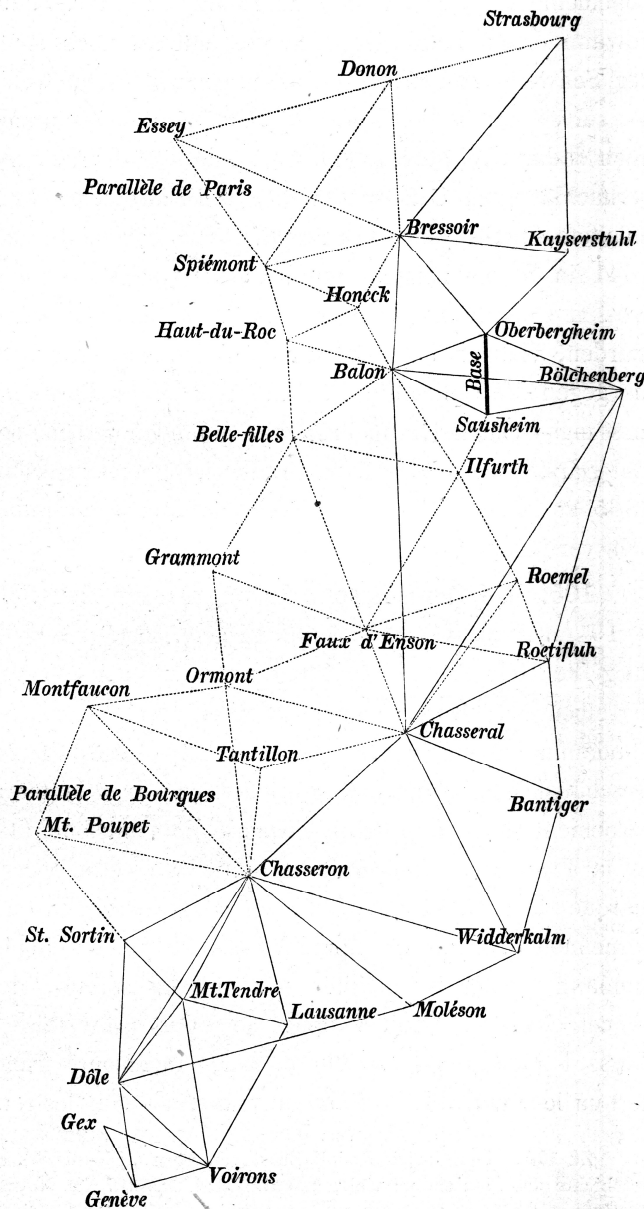 Strasbourg
Donon
Essey
Parallèle de Paris
Bressoir
Kayserstuhl
Spiémont
Honeck
Haut-du-Roc
Oberbergheim
Balon
Base
Bölchenberg
Sausheim
Belle-filles
Ilfurth
Grammont
Roemel
Faux d'Enson
Roetifluh
Ormont
Montfaucon
Chasseral
Tantillon
Parallèle de Bourgues
Bantiger
Mt. Poupet
Chasseron
St. Sortin
Widderkalm
Mt.Tendre
Lausanne
Moléson
Dôle
Gex
Voirons
Genève